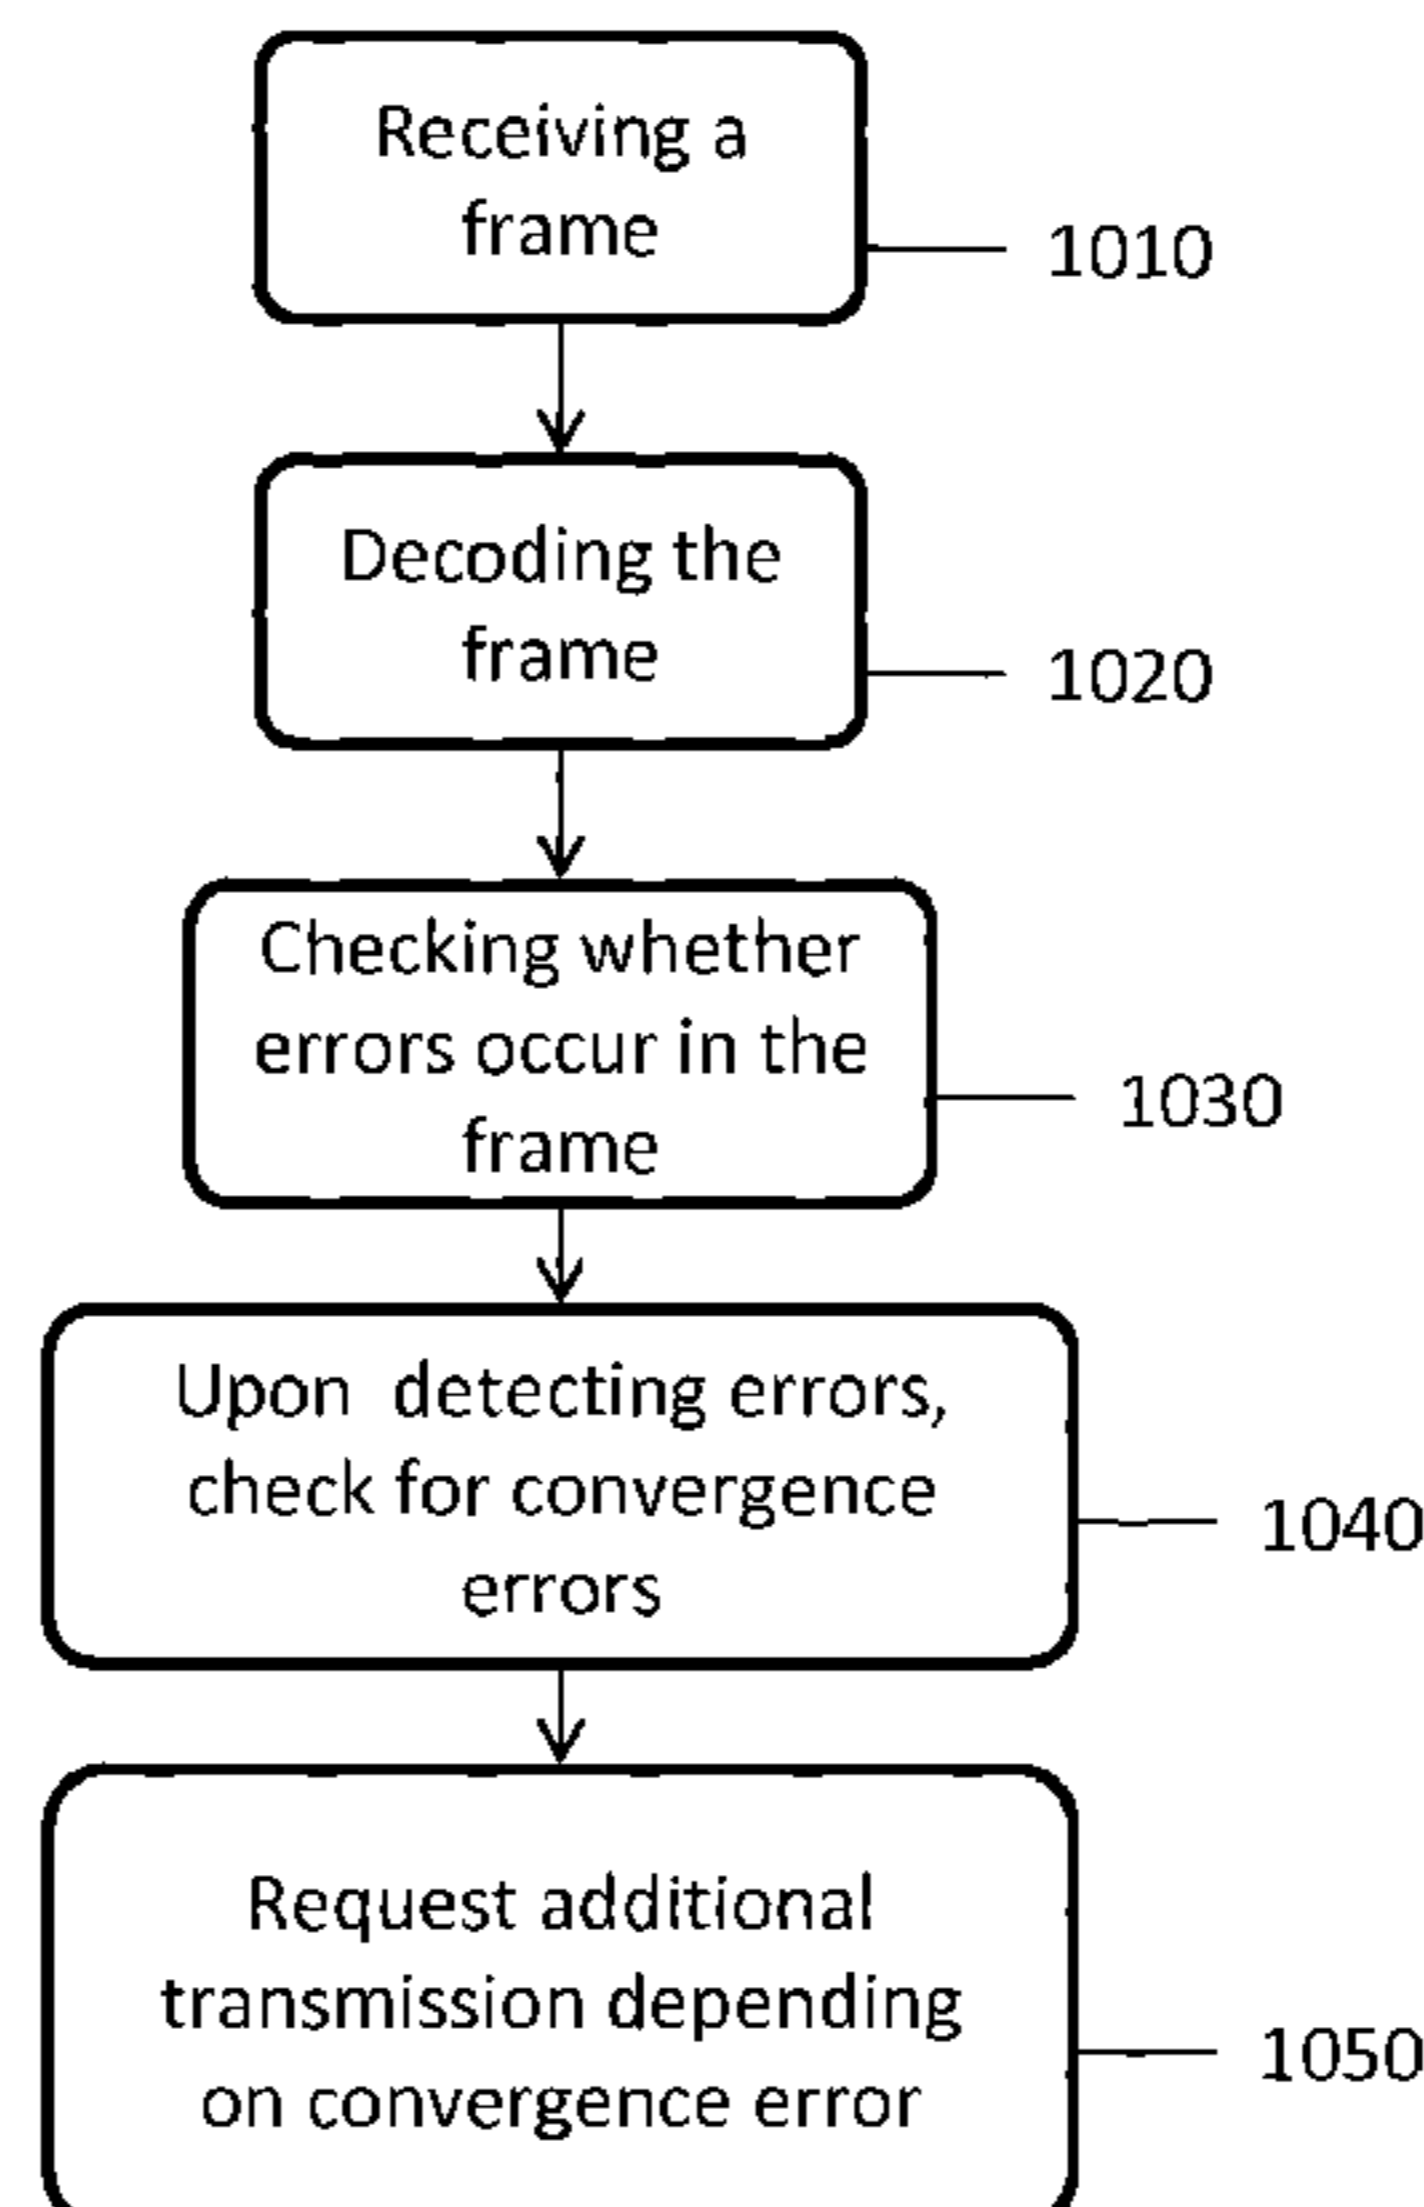 Receiving a
frame
1010
Decoding the
frame
1020
Checking whether
errors occur in the
frame
1030
Upon detecting errors,
check for convergence
errors
1040
Request additional
transmission depending
on convergence error
1050